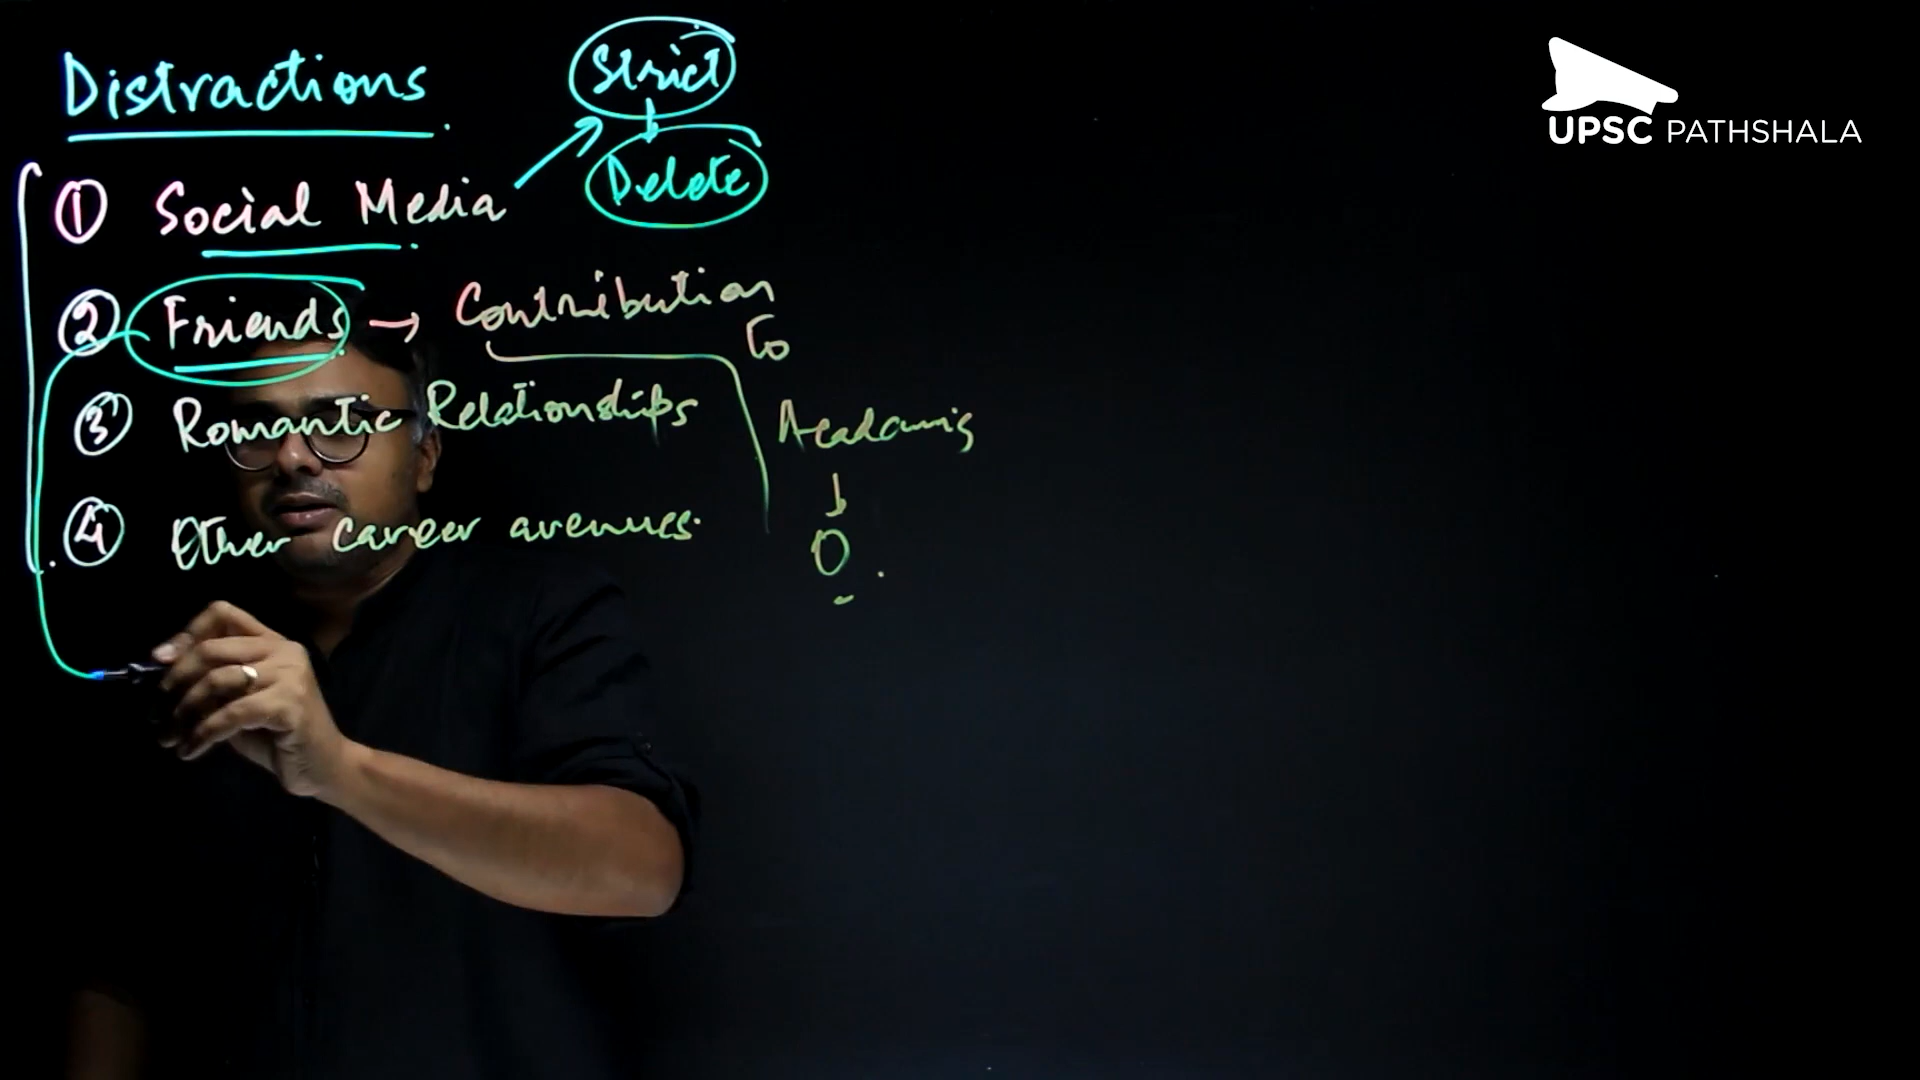 Distractions
Strict
Delete
① Social Media
② Friends → Contribution
to
③ Romantic Relationships
Academics
④ Other career avenues.
0
UPSC PATHSHALA